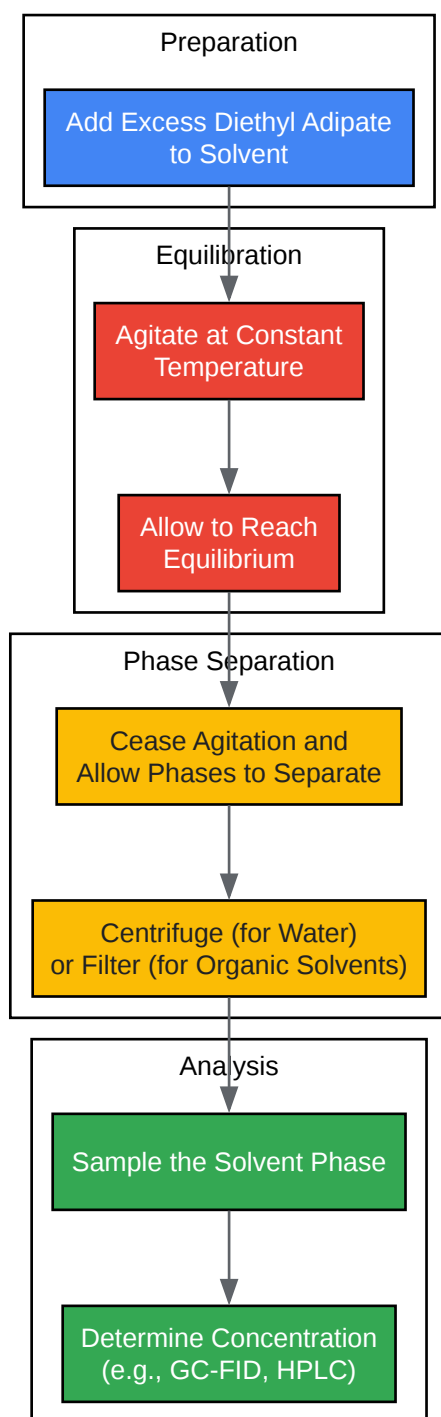 Preparation
Add Excess Diethyl Adipate
to Solvent
Equilibration
Agitate at Constant
Temperature
Allow to Reach
Equilibrium
Phase Separation
Cease Agitation and
Allow Phases to Separate
Centrifuge (for Water)
or Filter (for Organic Solvents)
Analysis
Sample the Solvent Phase
Determine Concentration
(e.g., GC-FID, HPLC)